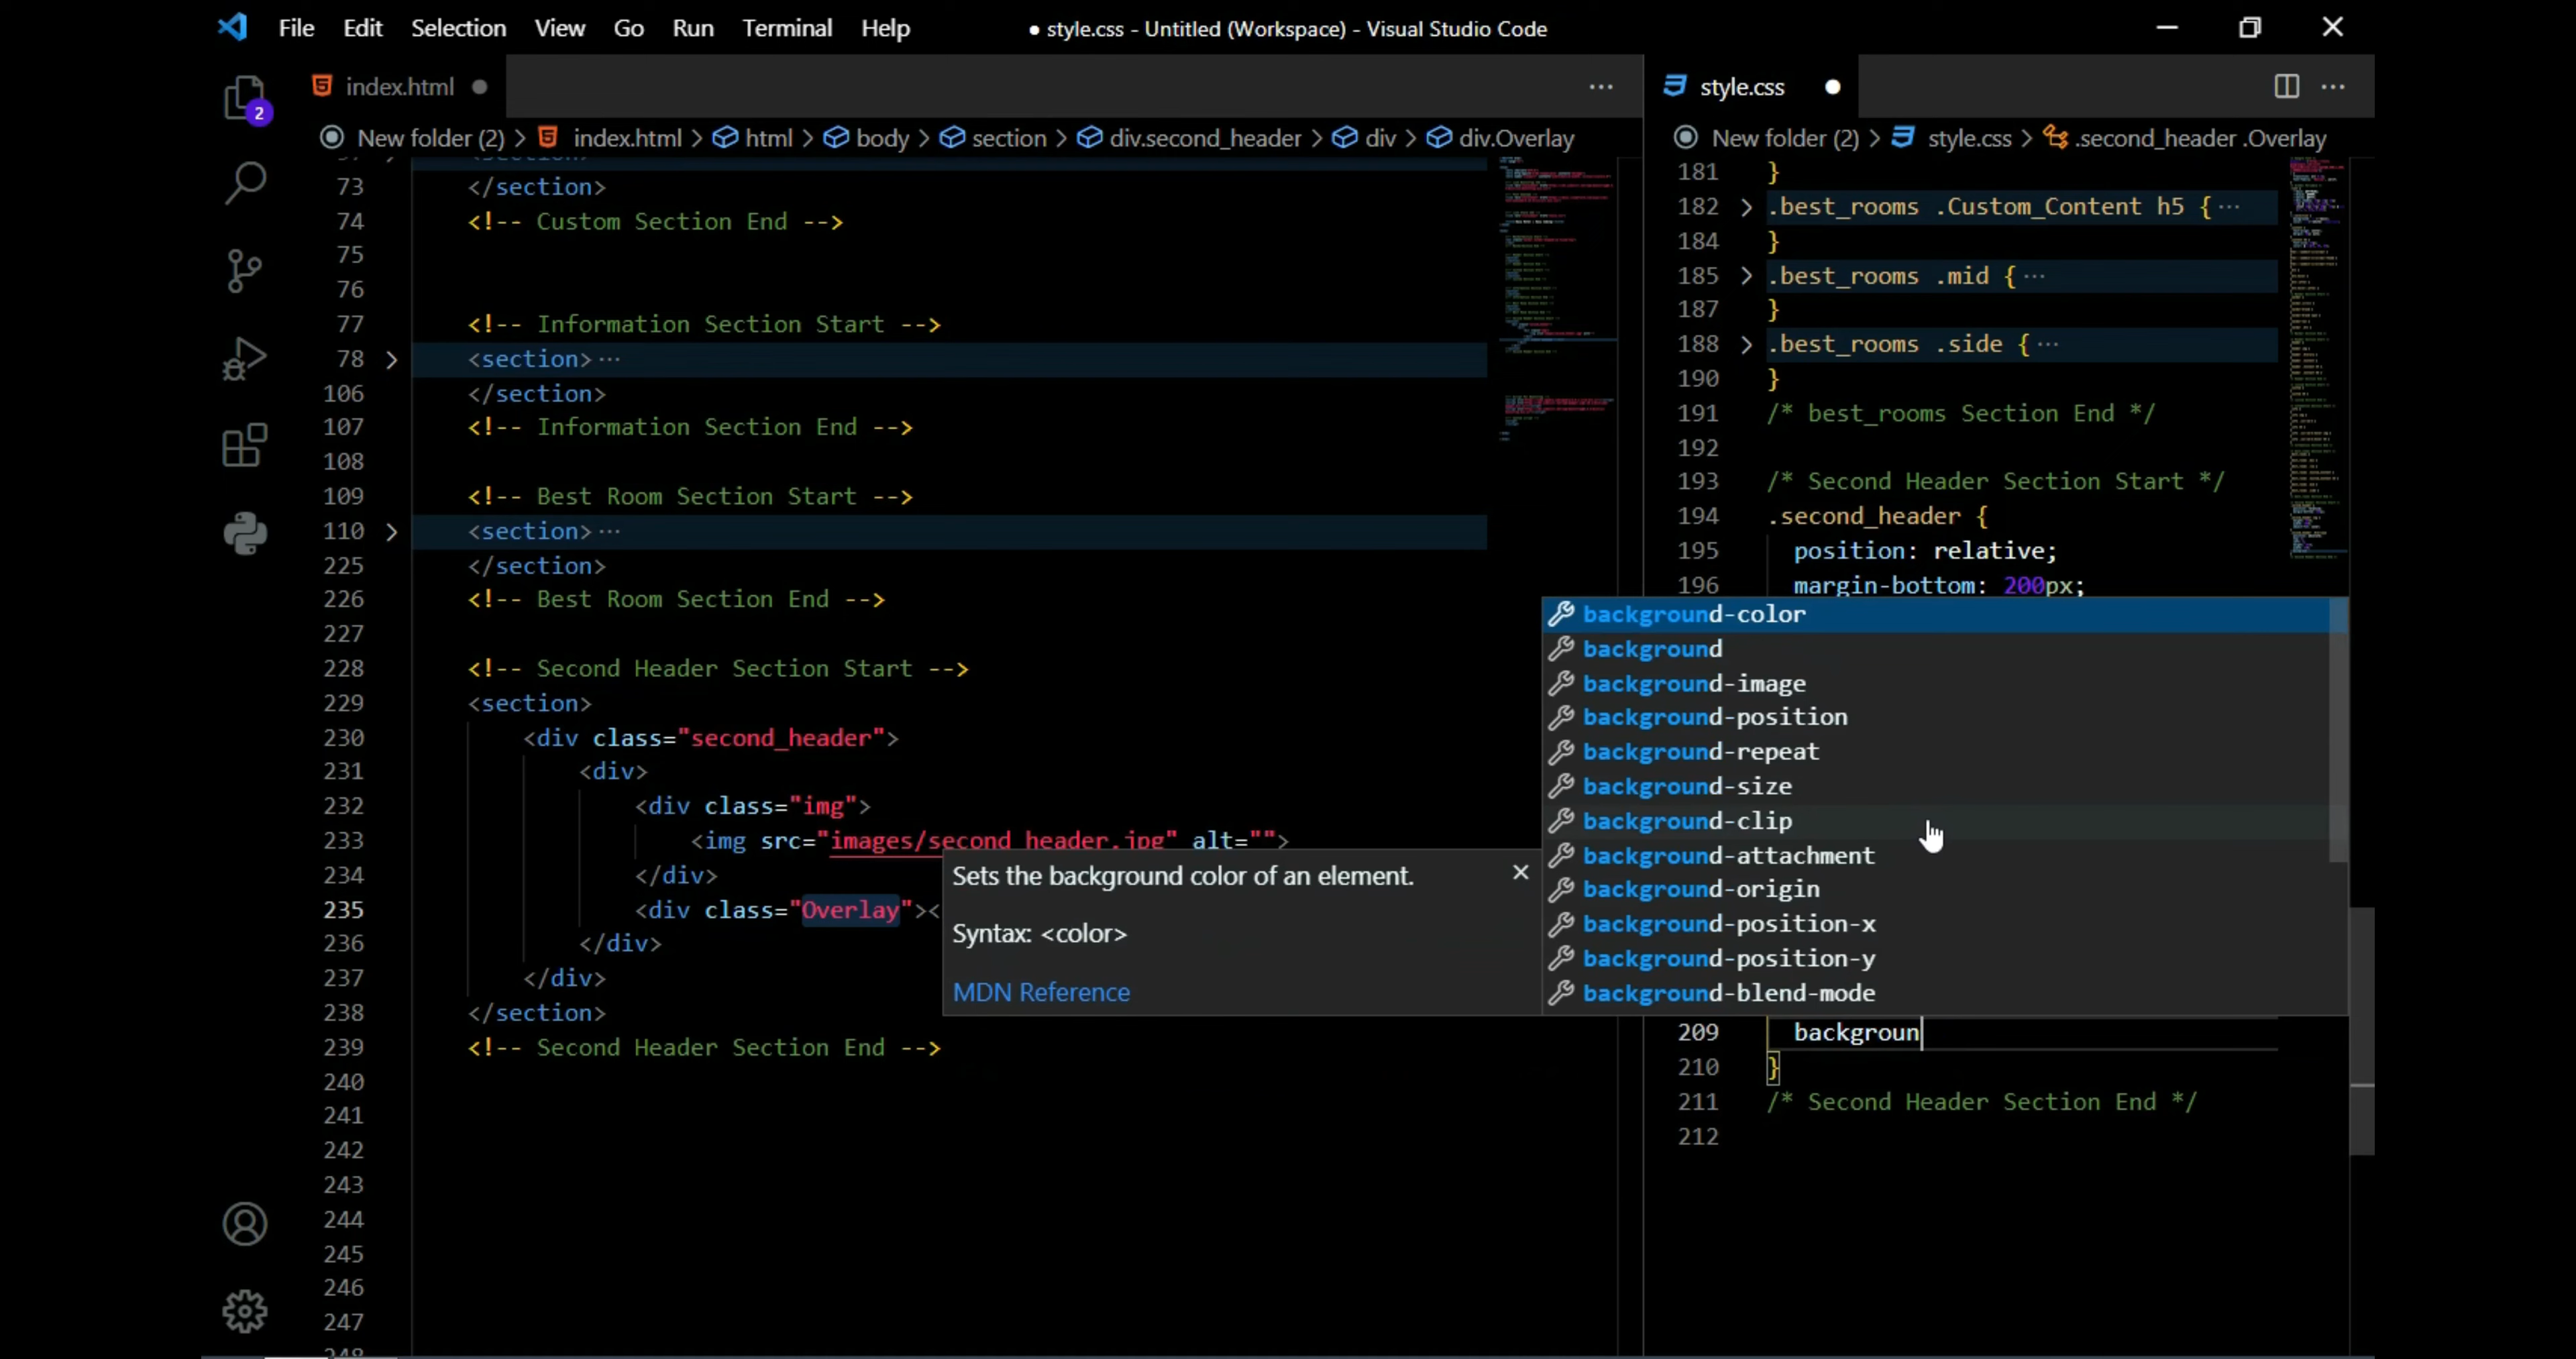 File Edit Selection View Go Run Terminal Help
● style.css - Untitled (Workspace) - Visual Studio Code
2
index.html ●
New folder (2) > index.html > html > body > section > div.second_header > div > div.Overlay
73 </section>
74 <!-- Custom Section End -->
75
76
77 <!-- Information Section Start -->
78 > <section>···
106 </section>
107 <!-- Information Section End -->
108
109 <!-- Best Room Section Start -->
110 > <section>···
225 </section>
226 <!-- Best Room Section End -->
227
228 <!-- Second Header Section Start -->
229 <section>
230 <div class="second_header">
231 <div>
232 <div class="img">
233 <img src="images/second_header.jpg" alt="">
234 </div>
235 <div class="Overlay"><
236 </div>
237 </div>
238 </section>
239 <!-- Second Header Section End -->
240
241
242
243
244
245
246
247
248
Sets the background color of an element.
Syntax: <color>
MDN Reference
style.css ●
New folder (2) > style.css > .second_header .Overlay
181 }
182 > .best_rooms .Custom_Content h5 {···
184 }
185 > .best_rooms .mid {···
187 }
188 > .best_rooms .side {···
190 }
191 /* best_rooms Section End */
192
193 /* Second Header Section Start */
194 .second_header {
195 position: relative;
196 margin-bottom: 200px;
background-color
background
background-image
background-position
background-repeat
background-size
background-clip
background-attachment
background-origin
background-position-x
background-position-y
background-blend-mode
209 backgroun
210 }
211 /* Second Header Section End */
212